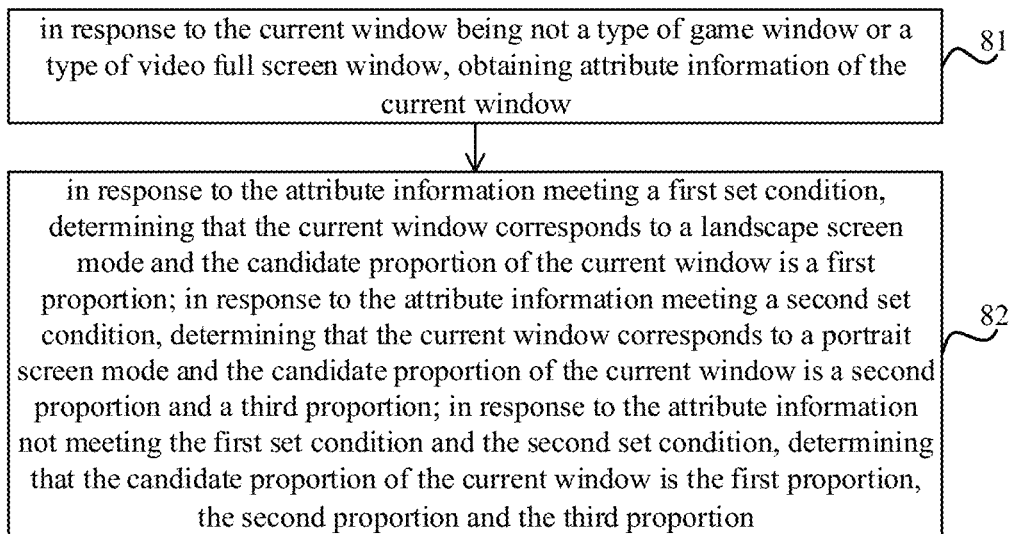 in response to the current window being not a type of game window or a
type of video full screen window, obtaining attribute information of the
current window
81
in response to the attribute information meeting a first set condition,
determining that the current window corresponds to a landscape screen
mode and the candidate proportion of the current window is a first
proportion; in response to the attribute information meeting a second set
condition, determining that the current window corresponds to a portrait
screen mode and the candidate proportion of the current window is a second
proportion and a third proportion; in response to the attribute information
not meeting the first set condition and the second set condition, determining
that the candidate proportion of the current window is the first proportion,
the second proportion and the third proportion
82